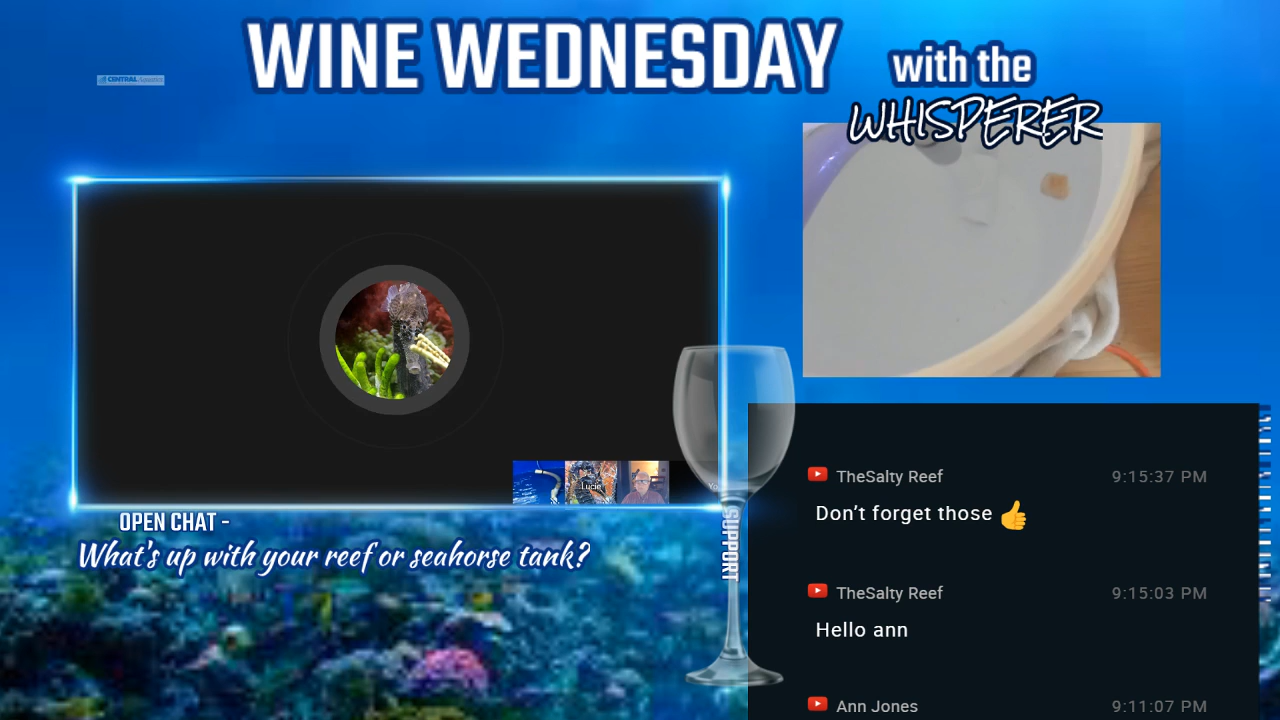 WINE WEDNESDAY
with the
WHISPERER
CENTRAL
Lucie
OPEN CHAT -
What's up with your reef or seahorse tank?
SUPPORT
TheSalty Reef 9:15:37 PM
Don't forget those 👍
TheSalty Reef 9:15:03 PM
Hello ann
Ann Jones 9:11:07 PM